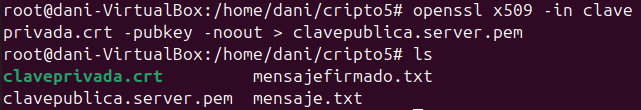 root@dani-VirtualBox:/home/dani/cripto5# openssl x509 -in clave
privada.crt -pubkey -noout > clavepublica.server.pem
root@dani-VirtualBox:/home/dani/cripto5# ls
claveprivada.crt mensajefirmado.txt
clavepublica.server.pem mensaje.txt